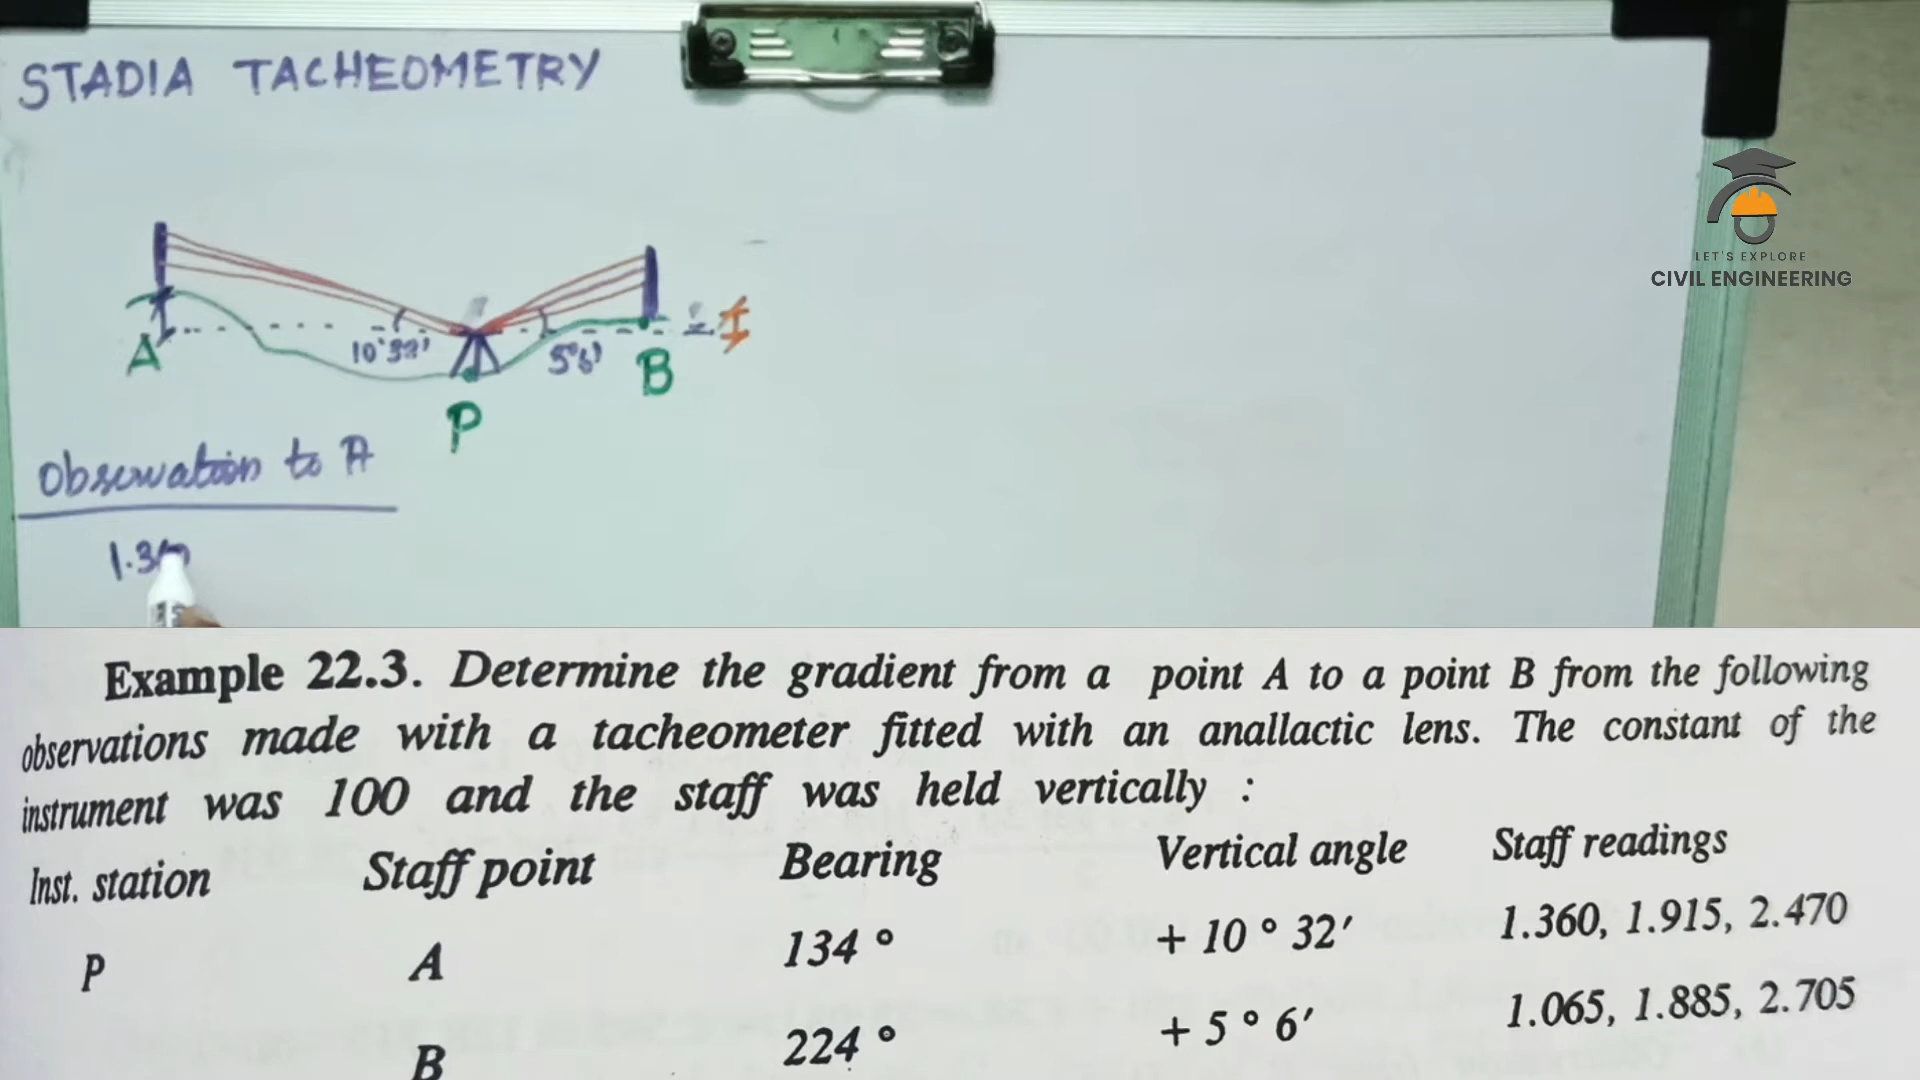 STADIA TACHEOMETRY
LET'S EXPLORE
CIVIL ENGINEERING
A
10°32'
5°6'
B
P
Observation to A
Example 22.3. Determine the gradient from a point A to a point B from the following
observations made with a tacheometer fitted with an anallactic lens. The constant of the
instrument was 100 and the staff was held vertically :
Inst. station Staff point Bearing Vertical angle Staff readings
P A 134 ° + 10 ° 32′ 1.360, 1.915, 2.470
B 224 ° + 5 ° 6′ 1.065, 1.885, 2.705